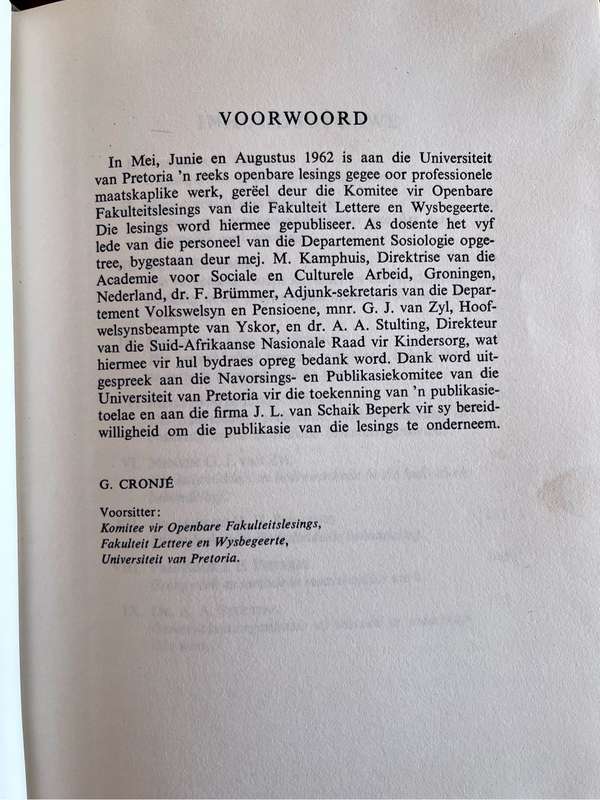 VOORWOORD
In Mei, Junie en Augustus 1962 is aan die Universiteit
van Pretoria 'n reeks openbare lesings gegee oor professionele
maatskaplike werk, gereël deur die Komitee vir Openbare
Fakulteitslesings van die Fakulteit Lettere en Wysbegeerte.
Die lesings word hiermee gepubliseer. As dosente het vyf
lede van die personeel van die Departement Sosiologie opge-
tree, bygestaan deur mej. M. Kamphuis, Direktrise van die
Academie voor Sociale en Culturele Arbeid, Groningen,
Nederland, dr. F. Brümmer, Adjunk-sekretaris van die Depar-
tement Volkswelsyn en Pensioene, mnr. G. J. van Zyl, Hoof-
welsynsbeampte van Yskor, en dr. A. A. Stulting, Direkteur
van die Suid-Afrikaanse Nasionale Raad vir Kindersorg, wat
hiermee vir hul bydraes opreg bedank word. Dank word uit-
gespreek aan die Navorsings- en Publikasiekomitee van die
Universiteit van Pretoria vir die toekenning van 'n publikasie-
toelae en aan die firma J. L. van Schaik Beperk vir sy bereid-
willigheid om die publikasie van die lesings te onderneem.
G. CRONJÉ
Voorsitter:
Komitee vir Openbare Fakulteitslesings,
Fakulteit Lettere en Wysbegeerte,
Universiteit van Pretoria.